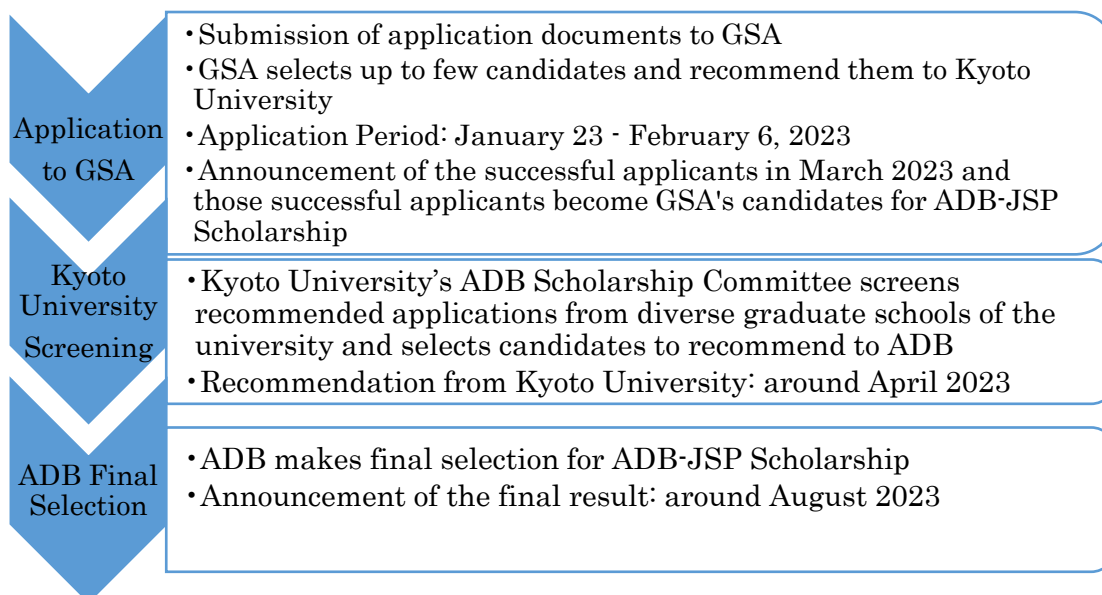 Application
to GSA
・Submission of application documents to GSA
・GSA selects up to few candidates and recommend them to Kyoto
University
・Application Period: January 23 - February 6, 2023
・Announcement of the successful applicants in March 2023 and
those successful applicants become GSA's candidates for ADB-JSP
Scholarship
Kyoto
University
Screening
・Kyoto University’s ADB Scholarship Committee screens
recommended applications from diverse graduate schools of the
university and selects candidates to recommend to ADB
・Recommendation from Kyoto University: around April 2023
ADB Final
Selection
・ADB makes final selection for ADB-JSP Scholarship
・Announcement of the final result: around August 2023